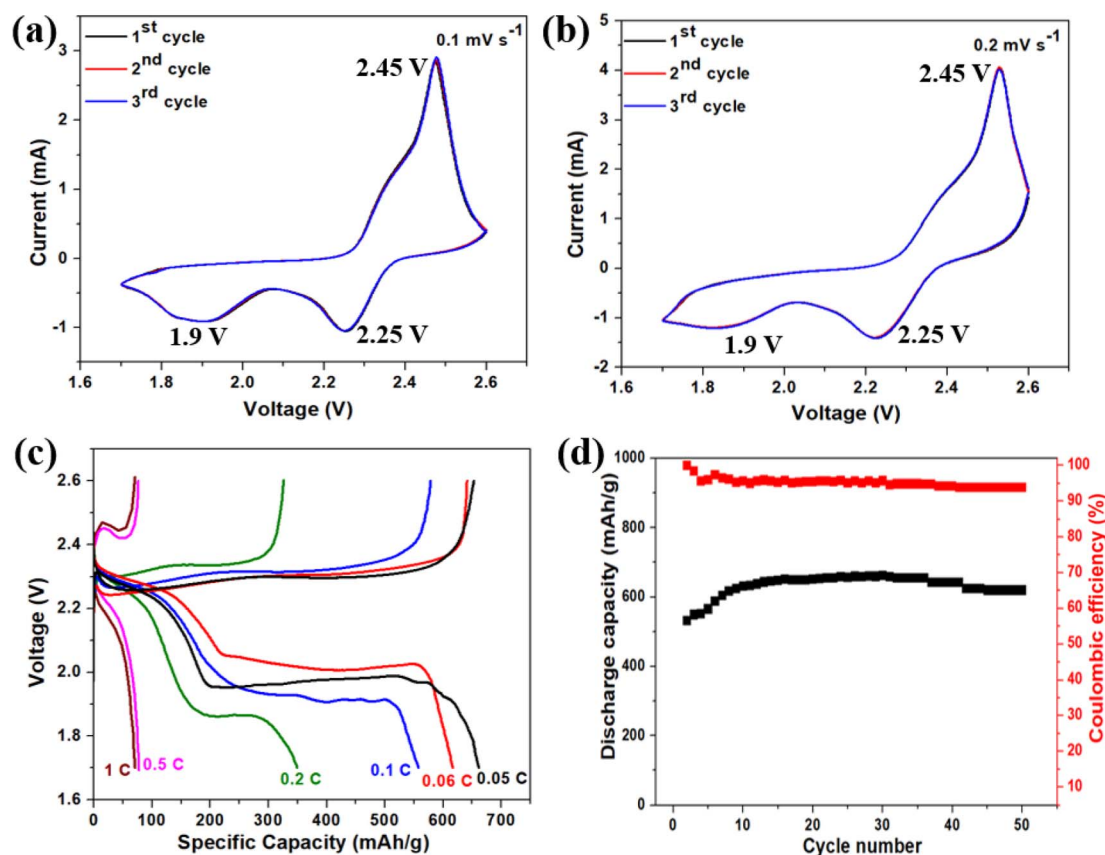 (a)
1st cycle
2nd cycle
3rd cycle
0.1 mV s-1
2.45 V
1.9 V
2.25 V
3
2
1
0
-1
1.6 1.8 2.0 2.2 2.4 2.6
Current (mA)
Voltage (V)
(b)
1st cycle
2nd cycle
3rd cycle
0.2 mV s-1
2.45 V
1.9 V
2.25 V
5
4
3
2
1
0
-1
-2
1.6 1.8 2.0 2.2 2.4 2.6
Current (mA)
Voltage (V)
(c)
2.6
2.4
2.2
2.0
1.8
1.6
1 C 0.5 C 0.2 C 0.1 C 0.06 C 0.05 C
0 100 200 300 400 500 600 700
Voltage (V)
Specific Capacity (mAh/g)
(d)
1000
800
600
400
200
0
100
90
80
70
60
50
40
30
20
10
0 10 20 30 40 50
Discharge capacity (mAh/g)
Coulombic efficiency (%)
Cycle number